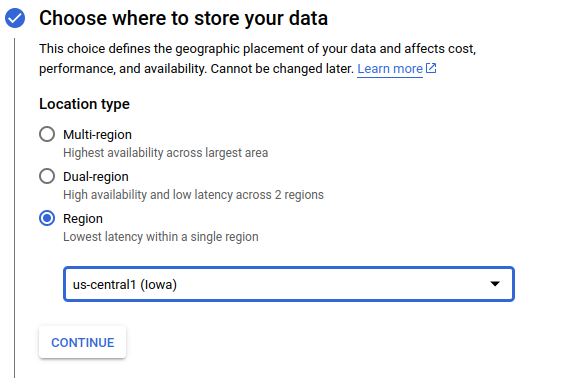 Choose where to store your data
This choice defines the geographic placement of your data and affects cost,
performance, and availability. Cannot be changed later. Learn more
Location type
Multi-region
Highest availability across largest area
Dual-region
High availability and low latency across 2 regions
Region
Lowest latency within a single region
us-central1 (Iowa)
CONTINUE